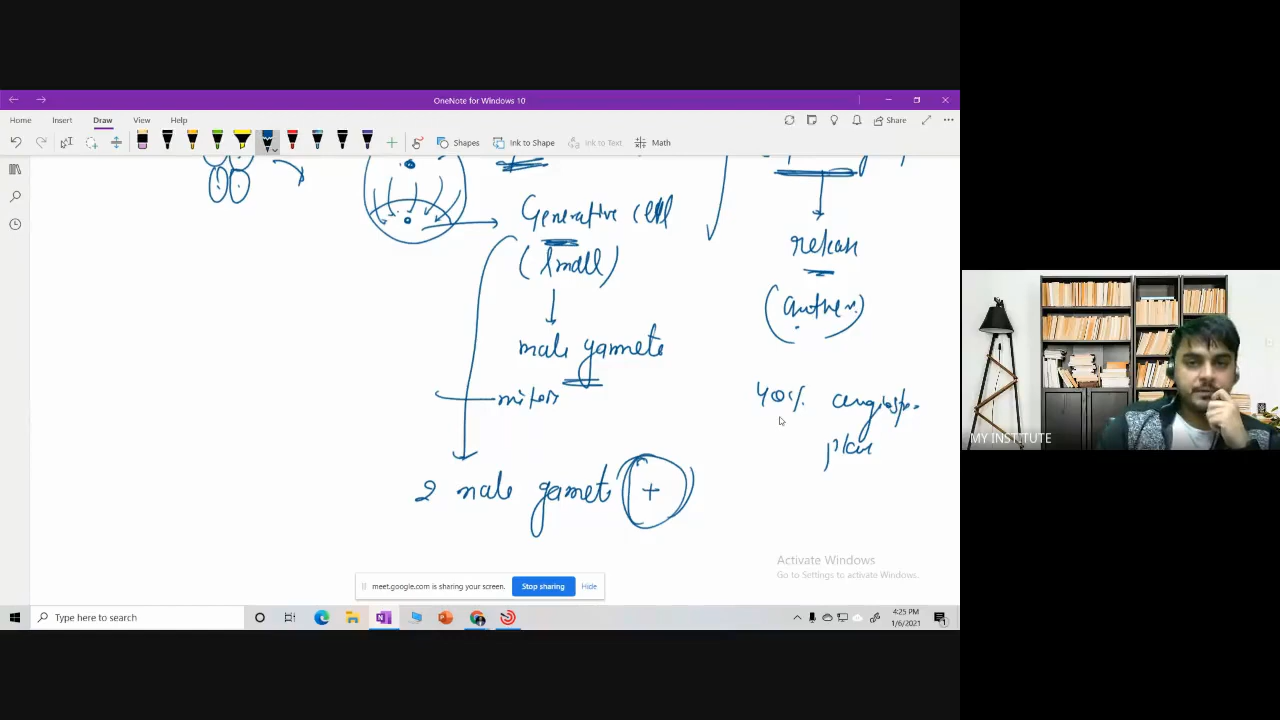 OneNote for Windows 10
Home Insert Draw View Help Share
Shapes Ink to Shape Ink to Text Math
Generative cell
(small)
male gamete
mitosis
2 male gamete (+)
release
(anther)
40%
MY INSTITUTE
Activate Windows
Go to Settings to activate Windows.
meet.google.com is sharing your screen. Stop sharing Hide
Type here to search
4:25 PM
1/6/2021